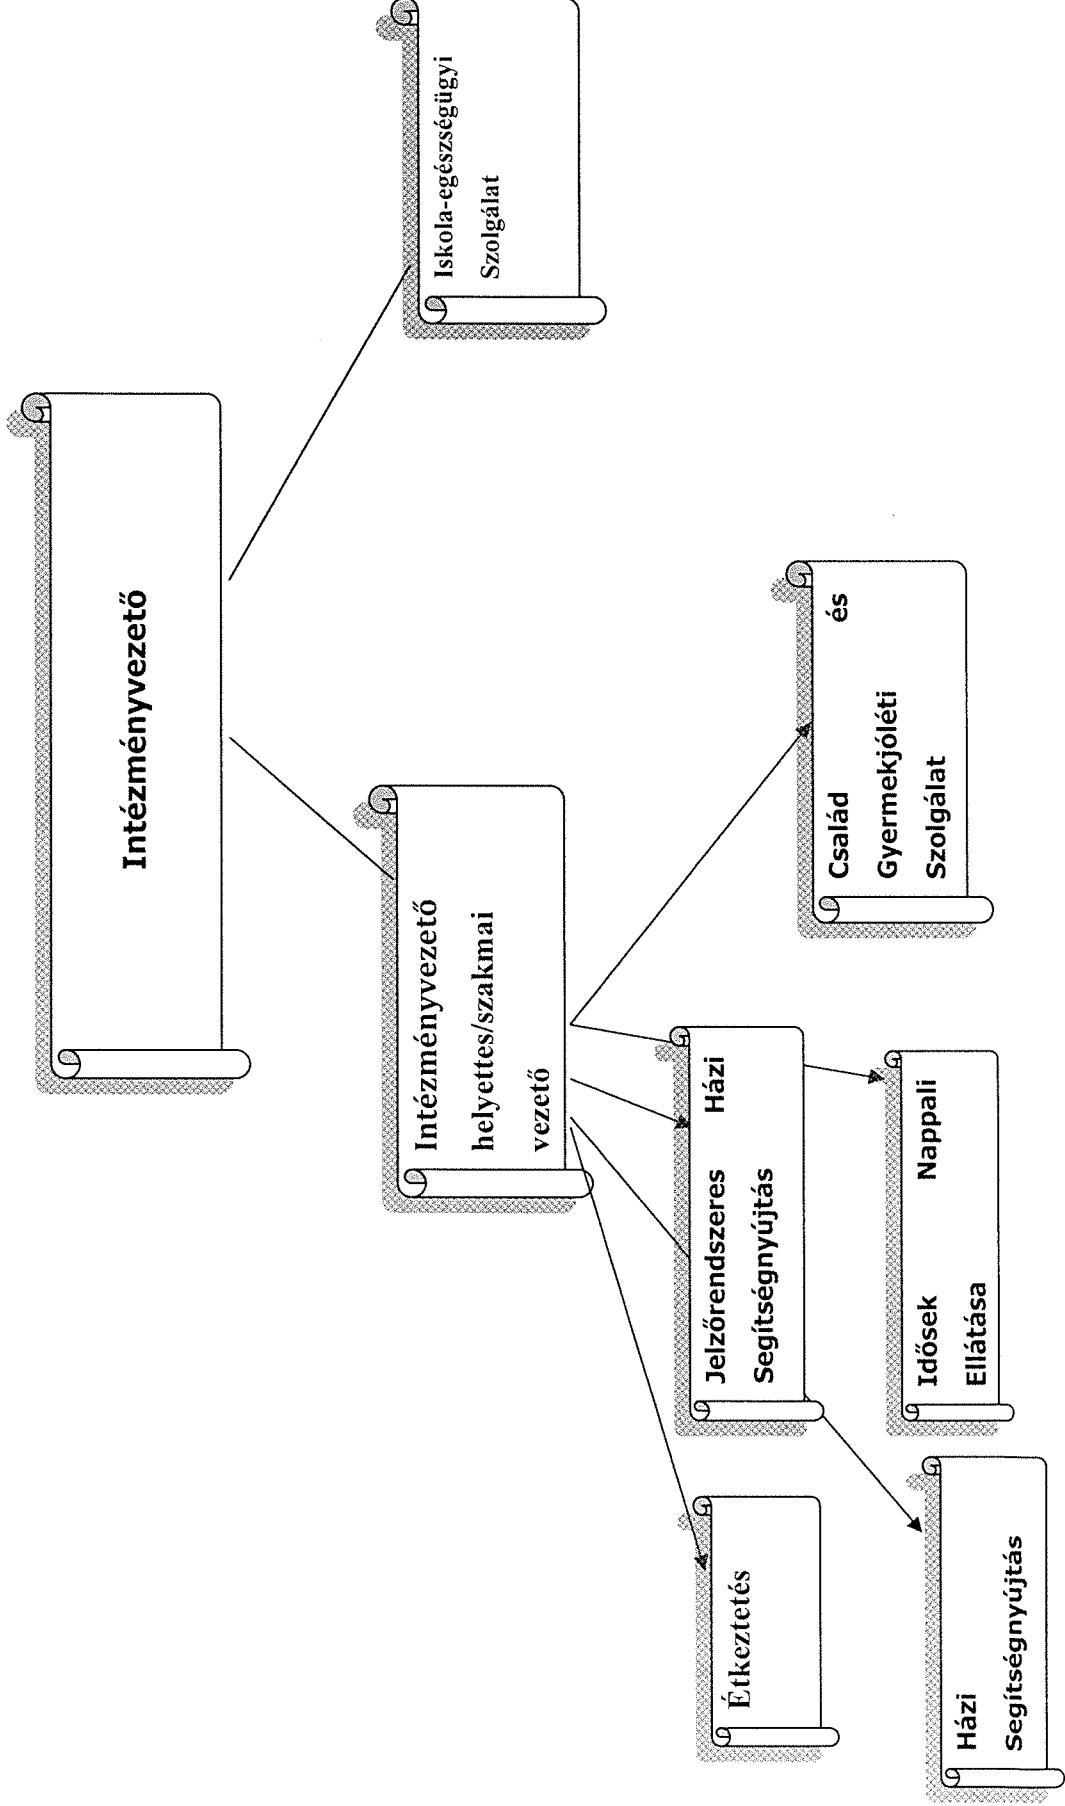 Intézményvezető
Intézményvezető
helyettes/szakmai
vezető
Iskola-egészségügyi
Szolgálat
Étkeztetés
Jelzőrendszeres Házi
Segítségnyújtás
Család és
Gyermekjóléti
Szolgálat
Házi
Segítségnyújtás
Idősek Nappali
Ellátása